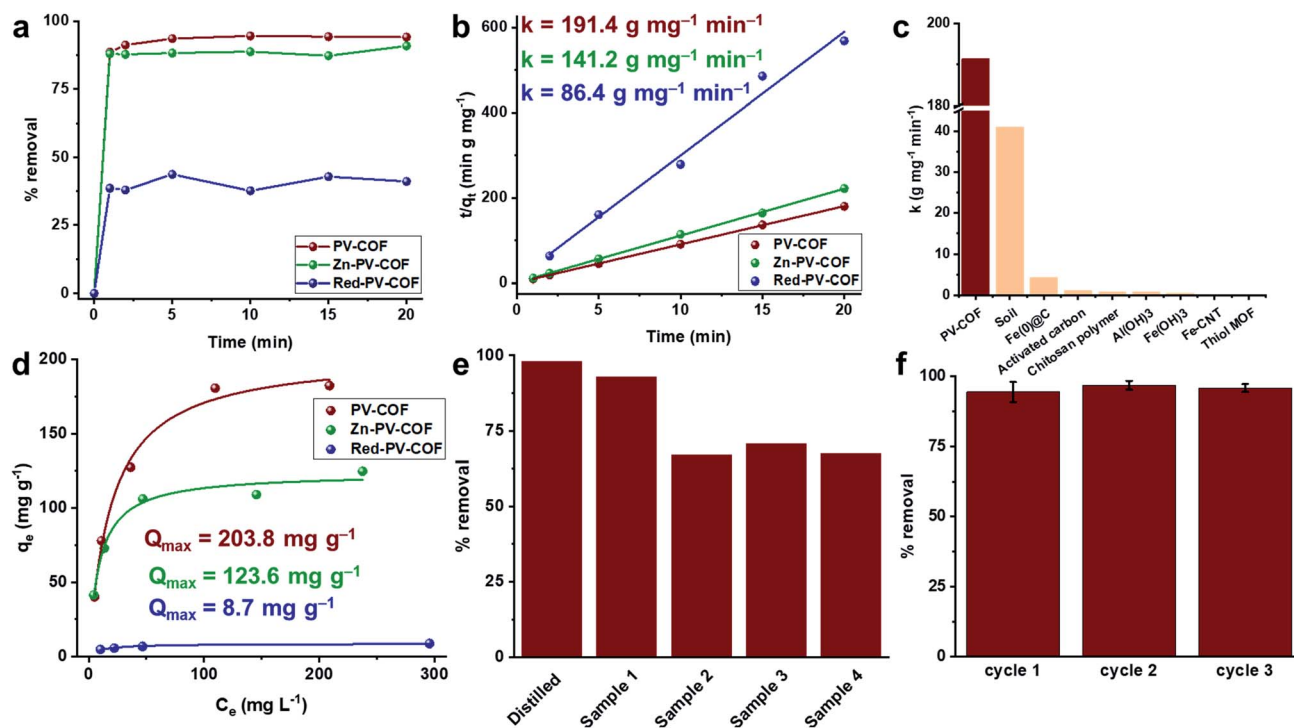 a
% removal
100
75
50
25
0
0
5
10
15
20
Time (min)
PV-COF
Zn-PV-COF
Red-PV-COF
b
k = 191.4 g mg⁻¹ min⁻¹
k = 141.2 g mg⁻¹ min⁻¹
k = 86.4 g mg⁻¹ min⁻¹
t/qₜ (min g mg⁻¹)
600
400
200
0
0
5
10
15
20
Time (min)
PV-COF
Zn-PV-COF
Red-PV-COF
c
k (g mg⁻¹ min⁻¹)
200
180
40
30
20
10
0
PV-COF
Soil
Fe(0)@C
Activated carbon
Chitosan polymer
Al(OH)3
Fe(OH)3
Fe-CNT
Thiol MOF
d
qₑ (mg g⁻¹)
200
150
100
50
0
0
100
200
300
Cₑ (mg L⁻¹)
PV-COF
Zn-PV-COF
Red-PV-COF
Qmax = 203.8 mg g⁻¹
Qmax = 123.6 mg g⁻¹
Qmax = 8.7 mg g⁻¹
e
% removal
100
75
50
25
0
Distilled
Sample 1
Sample 2
Sample 3
Sample 4
f
% removal
100
75
50
25
0
cycle 1
cycle 2
cycle 3